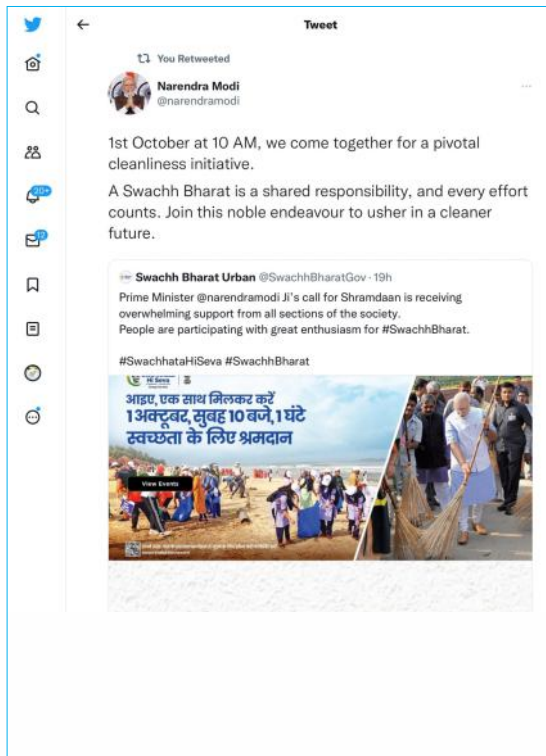 Tweet
You Retweeted
Narendra Modi
@narendramodi
1st October at 10 AM, we come together for a pivotal
cleanliness initiative.
A Swachh Bharat is a shared responsibility, and every effort
counts. Join this noble endeavour to usher in a cleaner
future.
20+
12
Swachh Bharat Urban @SwachhBharatGov · 19h
Prime Minister @narendramodi Ji's call for Shramdaan is receiving
overwhelming support from all sections of the society.
People are participating with great enthusiasm for #SwachhBharat.
#SwachhataHiSeva #SwachhBharat
Hi Seva
आइए, एक साथ मिलकर करें
1 अक्टूबर, सुबह 10 बजे, 1 घंटे
स्वच्छता के लिए श्रमदान
View Events